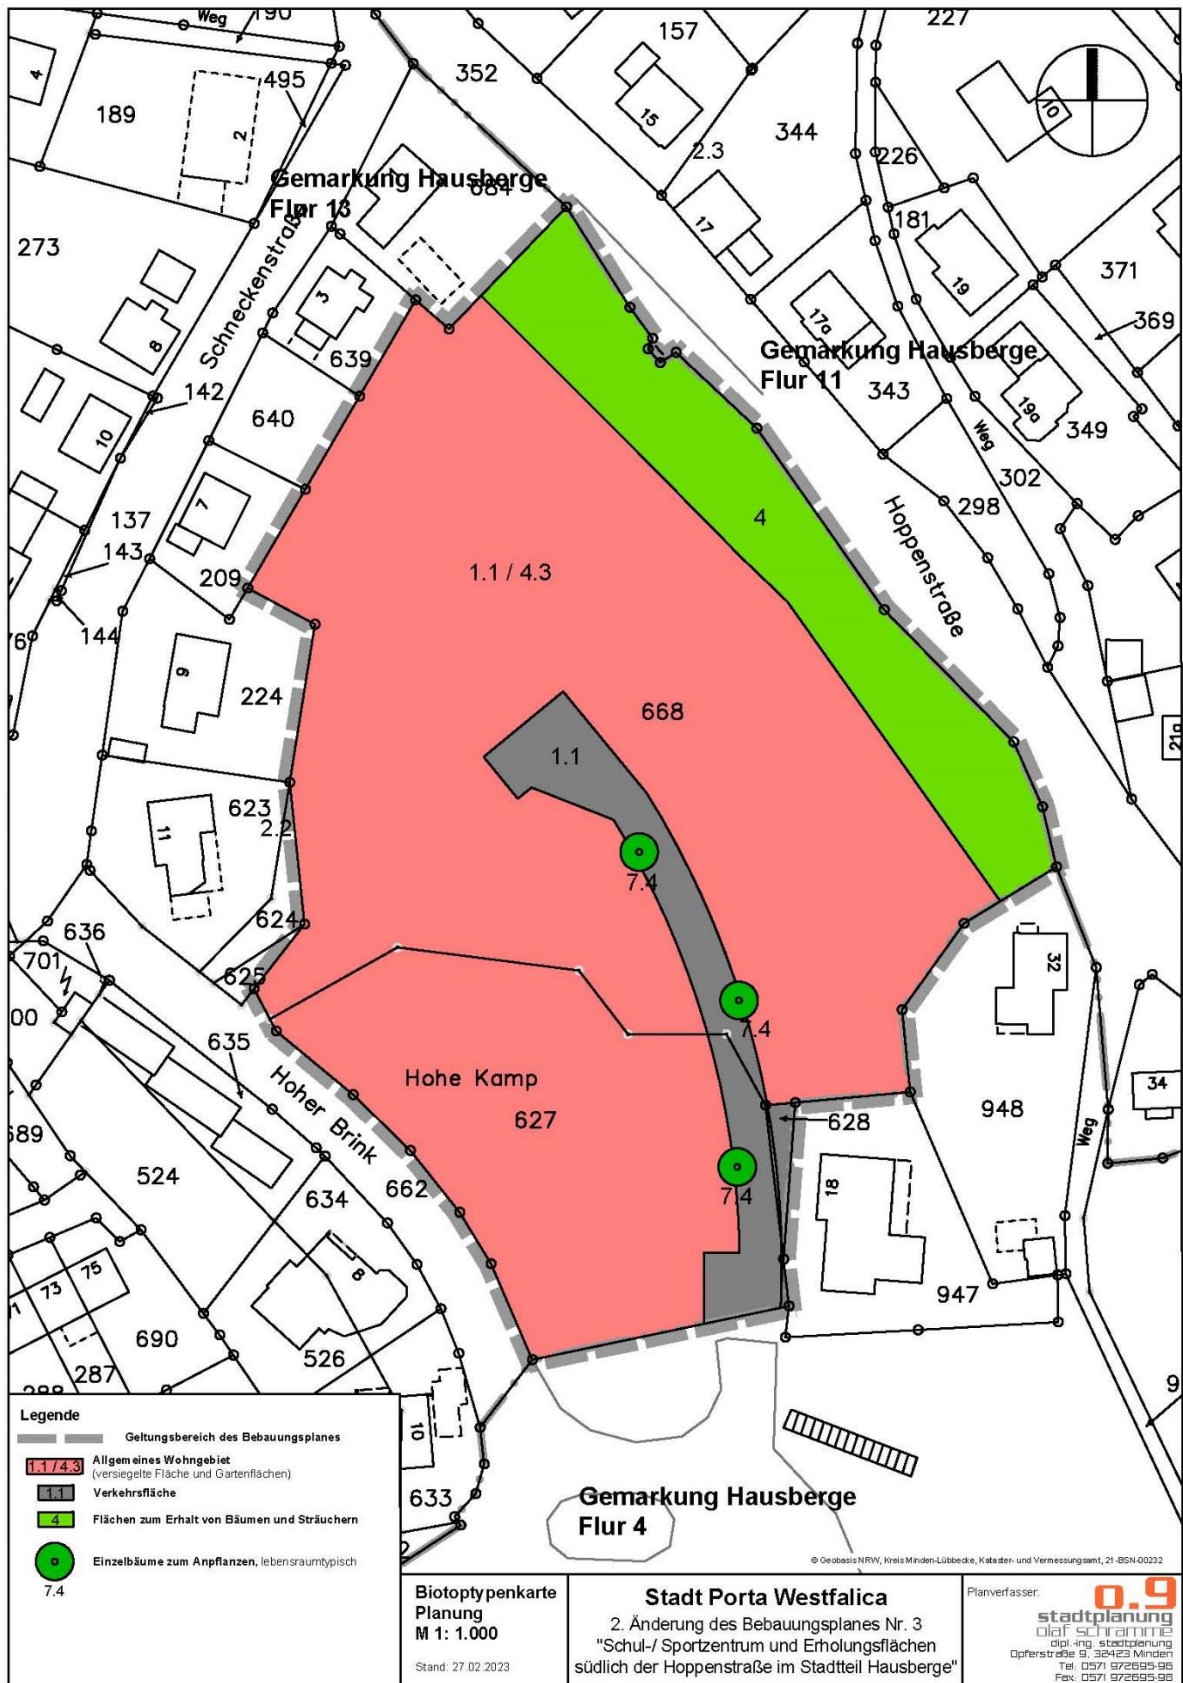 Weg
190
227
157
352
4
495
189
2
15
344
10
2.3
226
684
Gemarkung Hausberge
Flur 13
17
181
273
Schneckenstraße
19
371
3
17a
369
8
639
Gemarkung Hausberge
Flur 11
142
343
19a
349
10
640
Weg
302
298
137
7
4
Hoppenstraße
143
209
1.1 / 4.3
144
9
224
668
21a
1.1
623
2.2
11
7.4
624
636
701
625
32
00
7.4
635
Hohe Kamp
34
Hoher Brink
627
628
948
689
Weg
524
662
18
7.4
634
75
73
71
8
947
690
526
287
288
9
10
633
2
Gemarkung Hausberge
Flur 4
Legende
Geltungsbereich des Bebauungsplanes
1.1 / 4.3 Allgemeines Wohngebiet
(versiegelte Fläche und Gartenflächen)
1.1 Verkehrsfläche
4 Flächen zum Erhalt von Bäumen und Sträuchern
Einzelbäume zum Anpflanzen, lebensraumtypisch
7.4
© Geobasis NRW, Kreis Minden-Lübbecke, Kataster- und Vermessungsamt, 21-BSN-00232
Biotoptypenkarte
Planung
M 1: 1.000
Stand: 27.02.2023
Stadt Porta Westfalica
2. Änderung des Bebauungsplanes Nr. 3
"Schul-/ Sportzentrum und Erholungsflächen
südlich der Hoppenstraße im Stadtteil Hausberge"
Planverfasser:
o.9
stadtplanung
olaf schramme
dipl.-ing. stadtplanung
Opferstraße 9, 32423 Minden
Tel: 0571 972695-96
Fax: 0571 972695-98